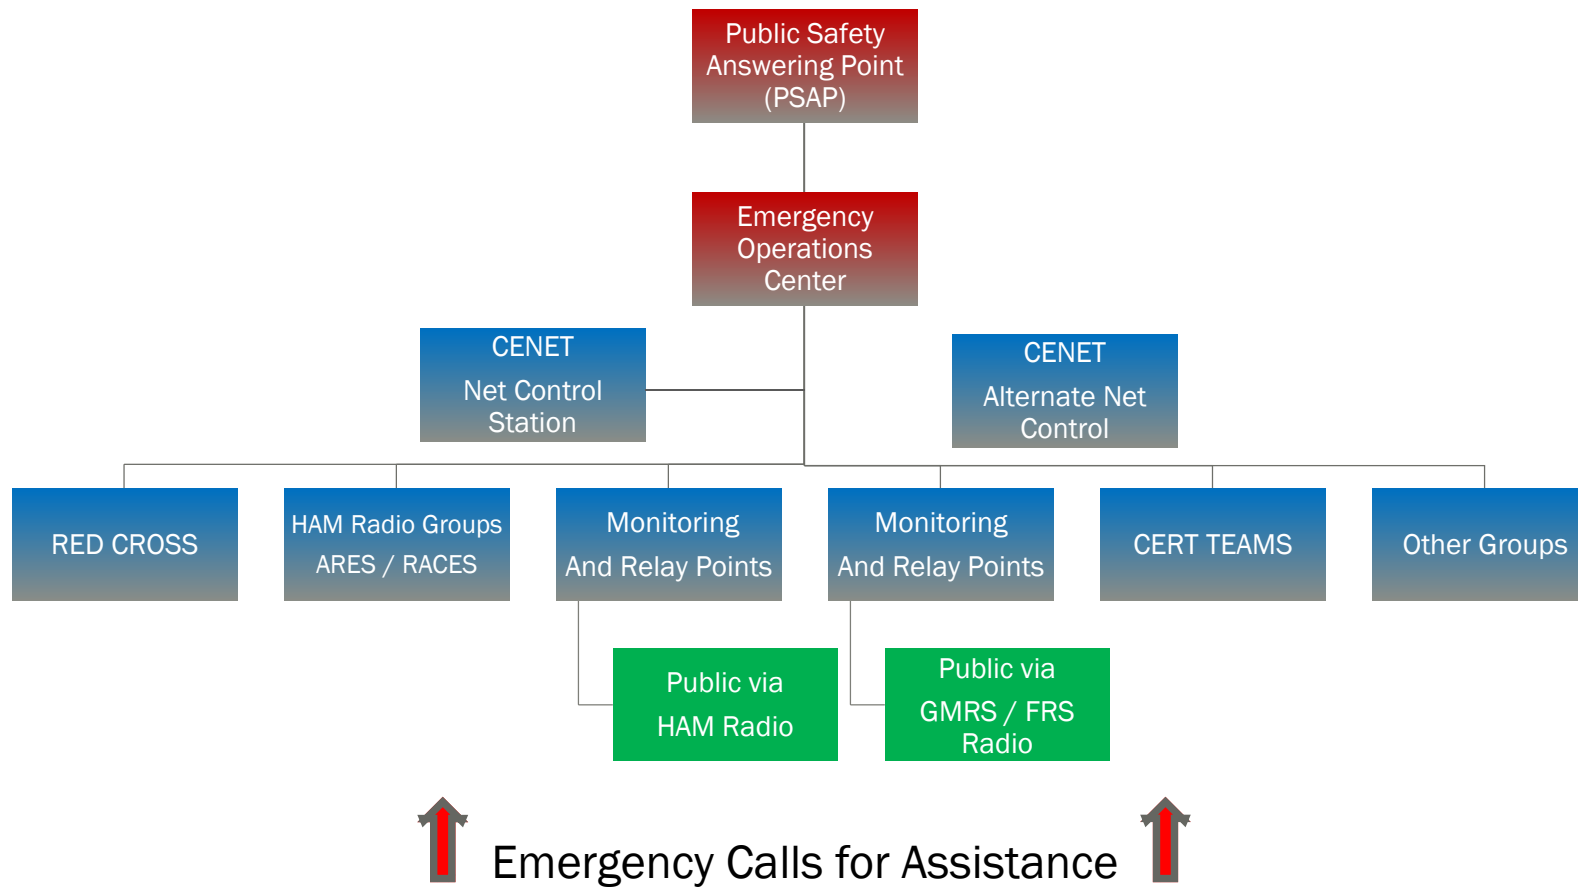 Public Safety
Answering Point
(PSAP)
Emergency
Operations
Center
CENET
Net Control
Station
CENET
Alternate Net
Control
RED CROSS
HAM Radio Groups
ARES / RACES
Monitoring
And Relay Points
Monitoring
And Relay Points
CERT TEAMS
Other Groups
Public via
HAM Radio
Public via
GMRS / FRS
Radio
Emergency Calls for Assistance